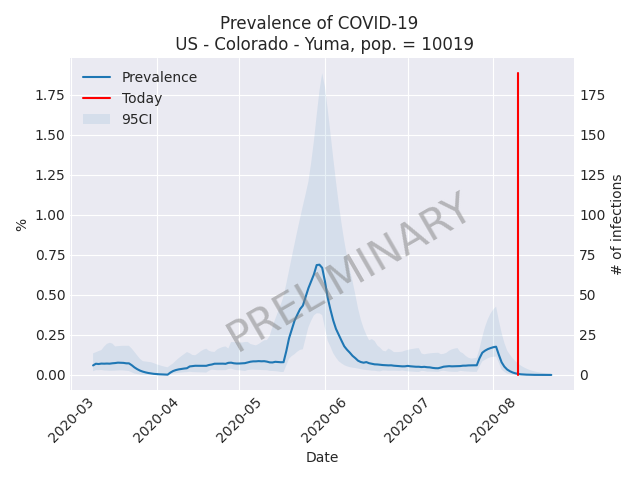 Prevalence of COVID-19
US - Colorado - Yuma, pop. = 10019
Prevalence
Today
95CI
1.75
1.50
1.25
1.00
0.75
0.50
0.25
0.00
%
175
150
125
100
75
50
25
0
# of infections
PRELIMINARY
2020-03
2020-04
2020-05
2020-06
2020-07
2020-08
Date